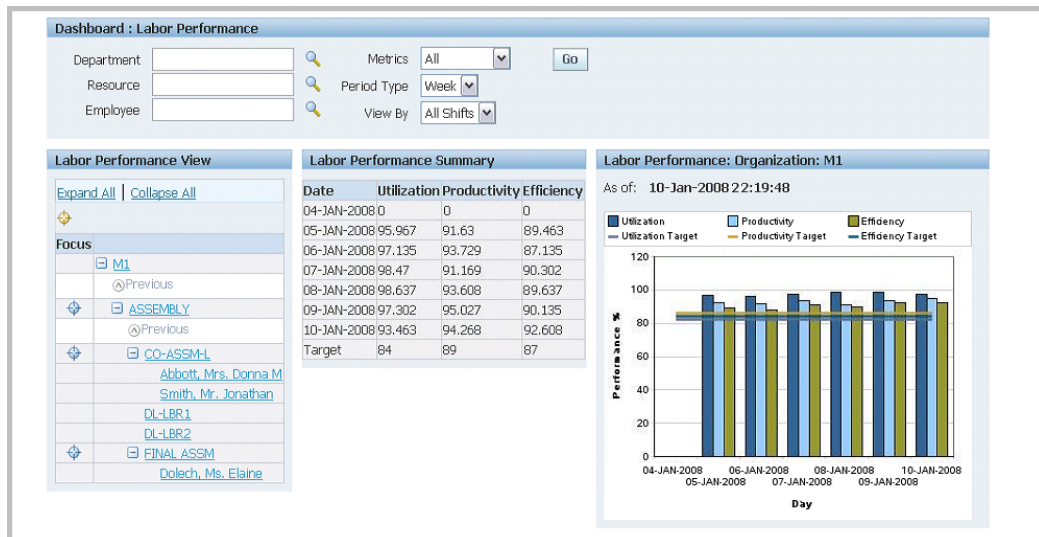 Dashboard : Labor Performance
Department
Metrics All
Go
Resource
Period Type Week
Employee
View By All Shifts
Labor Performance View
Expand All | Collapse All
Focus
M1
Previous
ASSEMBLY
Previous
CO-ASSM-L
Abbott, Mrs. Donna M
Smith, Mr. Jonathan
DL-LBR1
DL-LBR2
FINAL ASSM
Dolech, Ms. Elaine
Labor Performance Summary
Date Utilization Productivity Efficiency
04-JAN-2008 0 0 0
05-JAN-2008 95.967 91.63 89.463
06-JAN-2008 97.135 93.729 87.135
07-JAN-2008 98.47 91.169 90.302
08-JAN-2008 98.637 93.608 89.637
09-JAN-2008 97.302 95.027 90.135
10-JAN-2008 93.463 94.268 92.608
Target 84 89 87
Labor Performance: Organization: M1
As of: 10-Jan-2008 22:19:48
Utilization Productivity Efficiency
Utilization Target Productivity Target Efficiency Target
Performance %
120
100
80
60
40
20
0
04-JAN-2008 06-JAN-2008 08-JAN-2008 10-JAN-2008
05-JAN-2008 07-JAN-2008 09-JAN-2008
Day